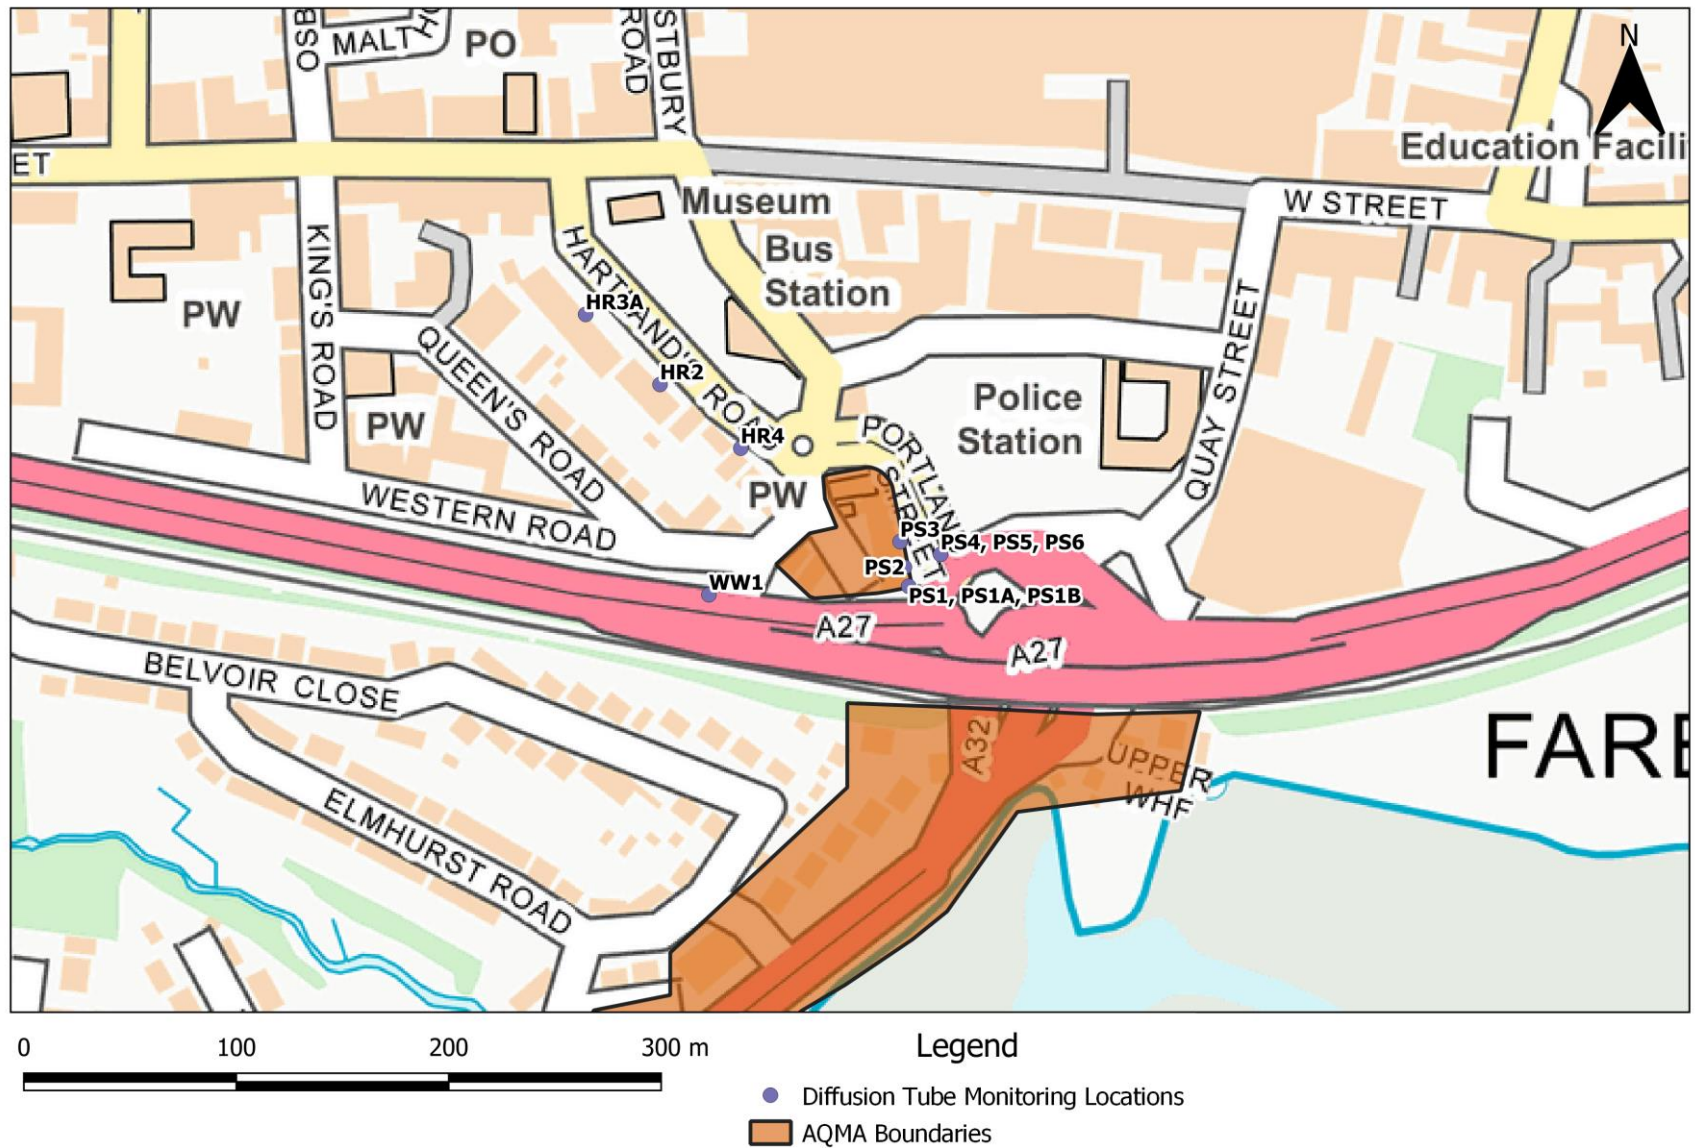 MALT
PO
ROAD
STBURY
N
ET
Education Facili
W STREET
Museum
Bus
Station
KING'S ROAD
PW
HARTLAND'S ROAD
HR3A
HR2
HR4
QUEEN'S ROAD
PW
QUAY STREET
Police
Station
PORTLAND
STREET
PW
WESTERN ROAD
PS3
PS4, PS5, PS6
PS2
PS1, PS1A, PS1B
WW1
A27
A27
BELVOIR CLOSE
A32
UPPER
WHF
FARE
ELMHURST ROAD
0 100 200 300 m
Legend
Diffusion Tube Monitoring Locations
AQMA Boundaries